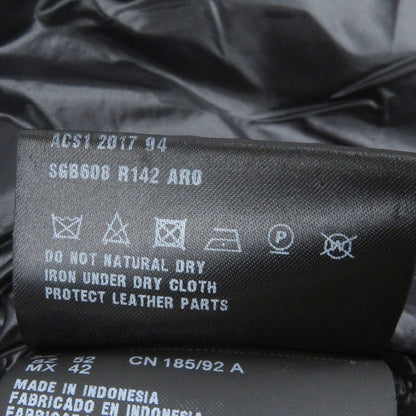 ACS1 2017 94
SGB608 R142 ARO
P
W
DO NOT NATURAL DRY
IRON UNDER DRY CLOTH
PROTECT LEATHER PARTS
52
CN 185/92 A
MX 42
MADE IN INDONESIA
FABRICADO EN INDONESIA